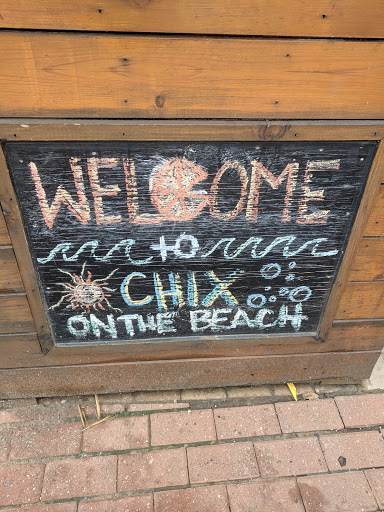 WELCOME
to
CHIX
ON THE BEACH